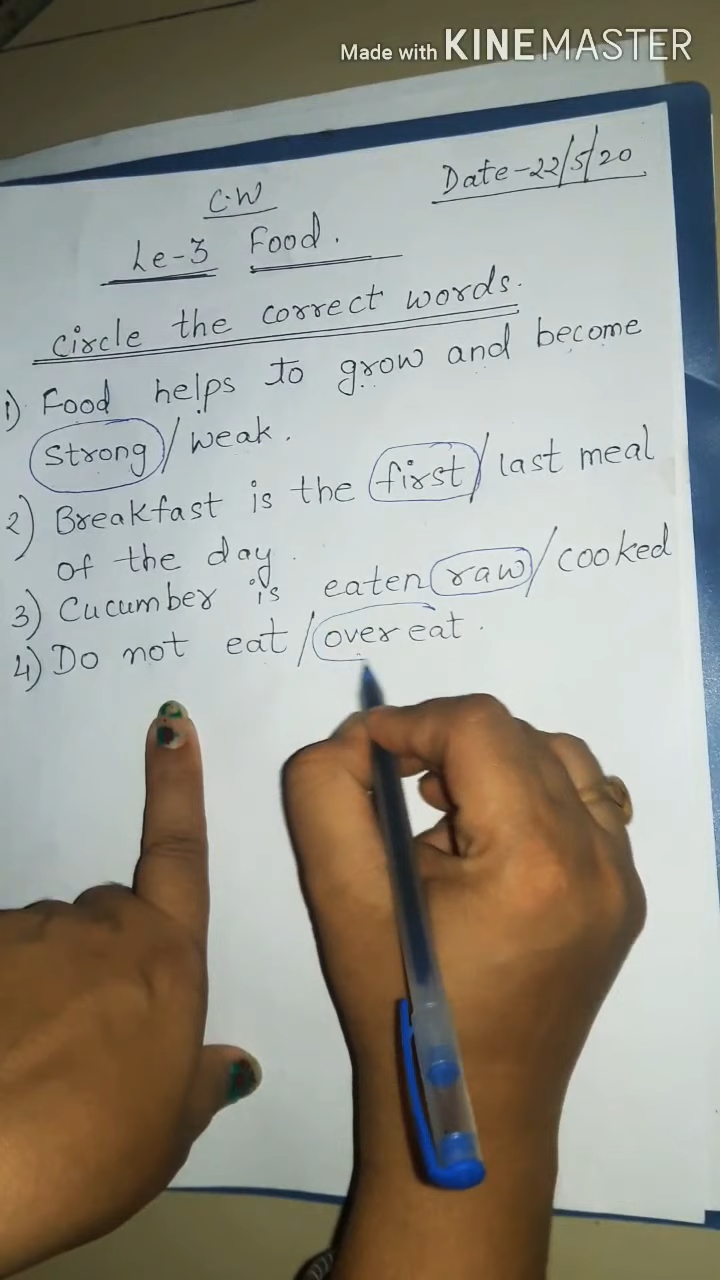 Made with KINEMASTER
C.W
Date-22/5/20
Le-3 Food.
Circle the correct words.
1) Food helps to grow and become
strong / weak.
2) Breakfast is the first / last meal
of the day.
3) Cucumber is eaten raw / cooked
4) Do not eat / over eat.